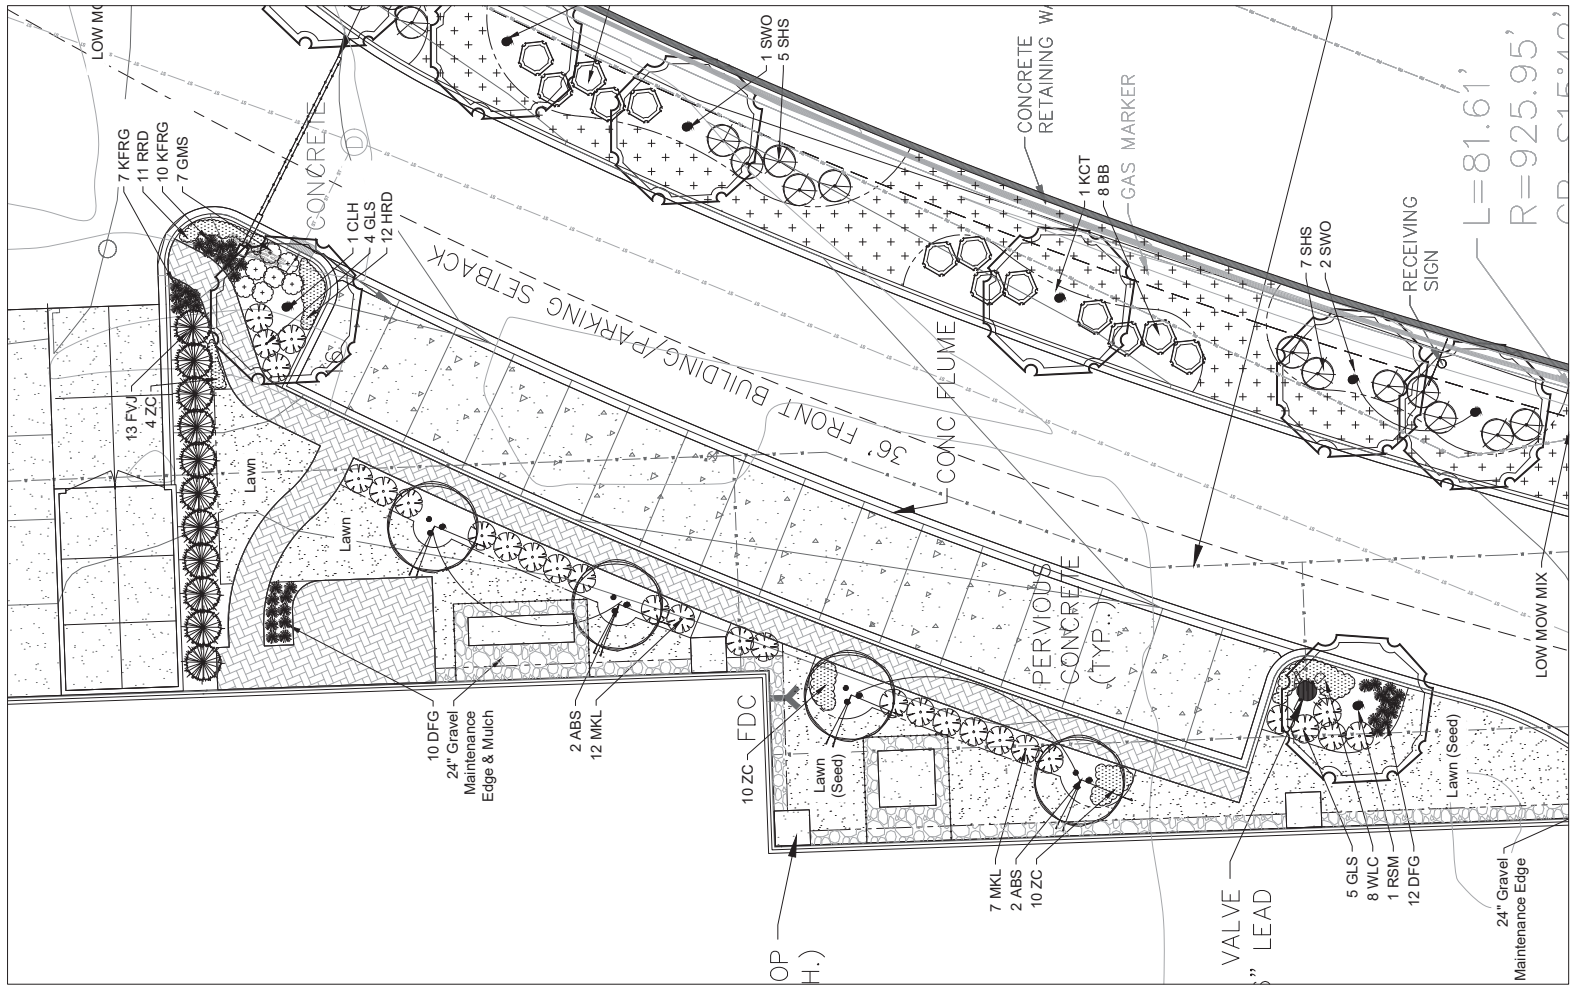 LOW MO
7 KFRG
11 RRD
10 KFRG
7 GMS
CONCRETE
D
1 CLH
4 GLS
12 HRD
1 SWO
5 SHS
CONCRETE
RETAINING WA
GAS MARKER
1 KCT
8 BB
7 SHS
2 SWO
RECEIVING
SIGN
L=81.61'
R=925.95'
13 FVJ
4 ZC
16
Lawn
Lawn
36' FRONT BUILDING/PARKING SETBACK
CONC FLUME
PERVIOUS
CONCRETE
(TYP.)
LOW MOW MIX
10 DFG
24" Gravel
Maintenance
Edge & Mulch
2 ABS
12 MKL
10 ZC
FDC
Lawn
(Seed)
7 MKL
2 ABS
10 ZC
Lawn (Seed)
5 GLS
8 WLC
1 RSM
12 DFG
24" Gravel
Maintenance Edge
VALVE
6" LEAD
OP
H.)